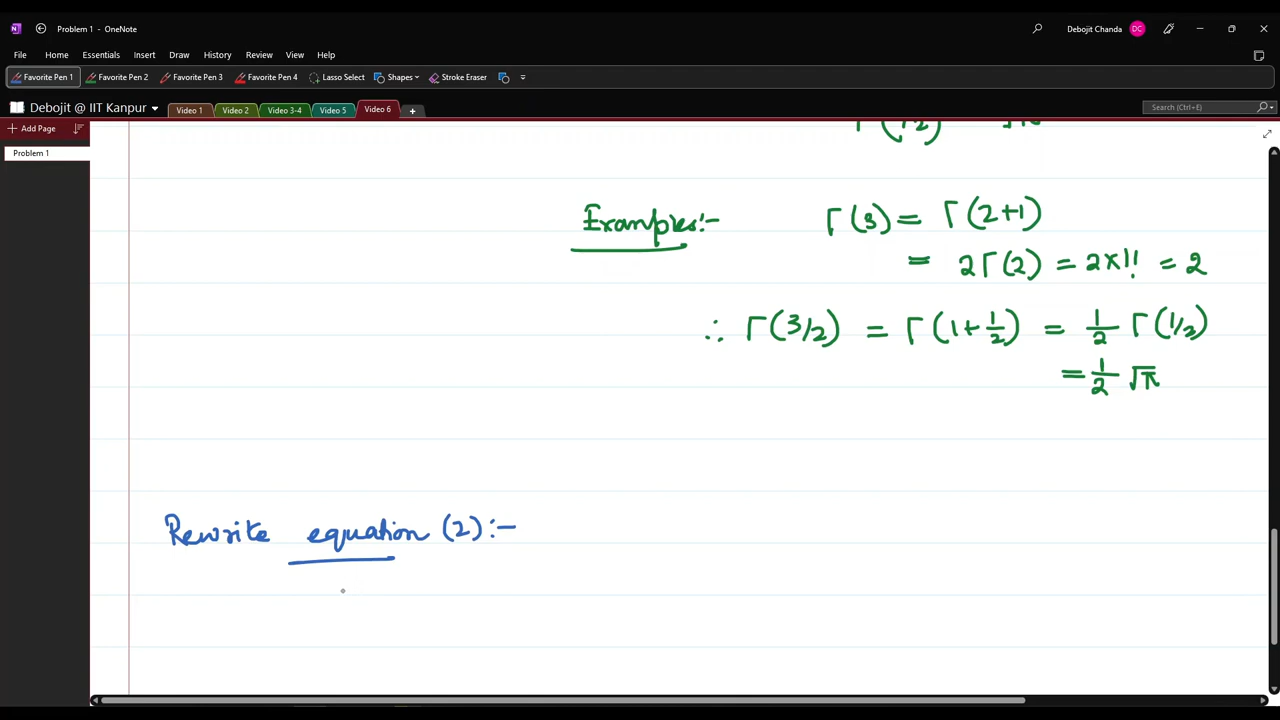 Problem 1 - OneNote
Debojit Chanda DC
File Home Essentials Insert Draw History Review View Help
Favorite Pen 1 Favorite Pen 2 Favorite Pen 3 Favorite Pen 4 Lasso Select Shapes Stroke Eraser
Debojit @ IIT Kanpur Video 1 Video 2 Video 3-4 Video 5 Video 6 + Search (Ctrl+E)
+ Add Page
Problem 1
Γ(1/2)
Examples:- Γ(3) = Γ(2+1)
= 2Γ(2) = 2×1! = 2
∴ Γ(3/2) = Γ(1+1/2) = 1/2 Γ(1/2)
= 1/2 √π
Rewrite equation (2):-